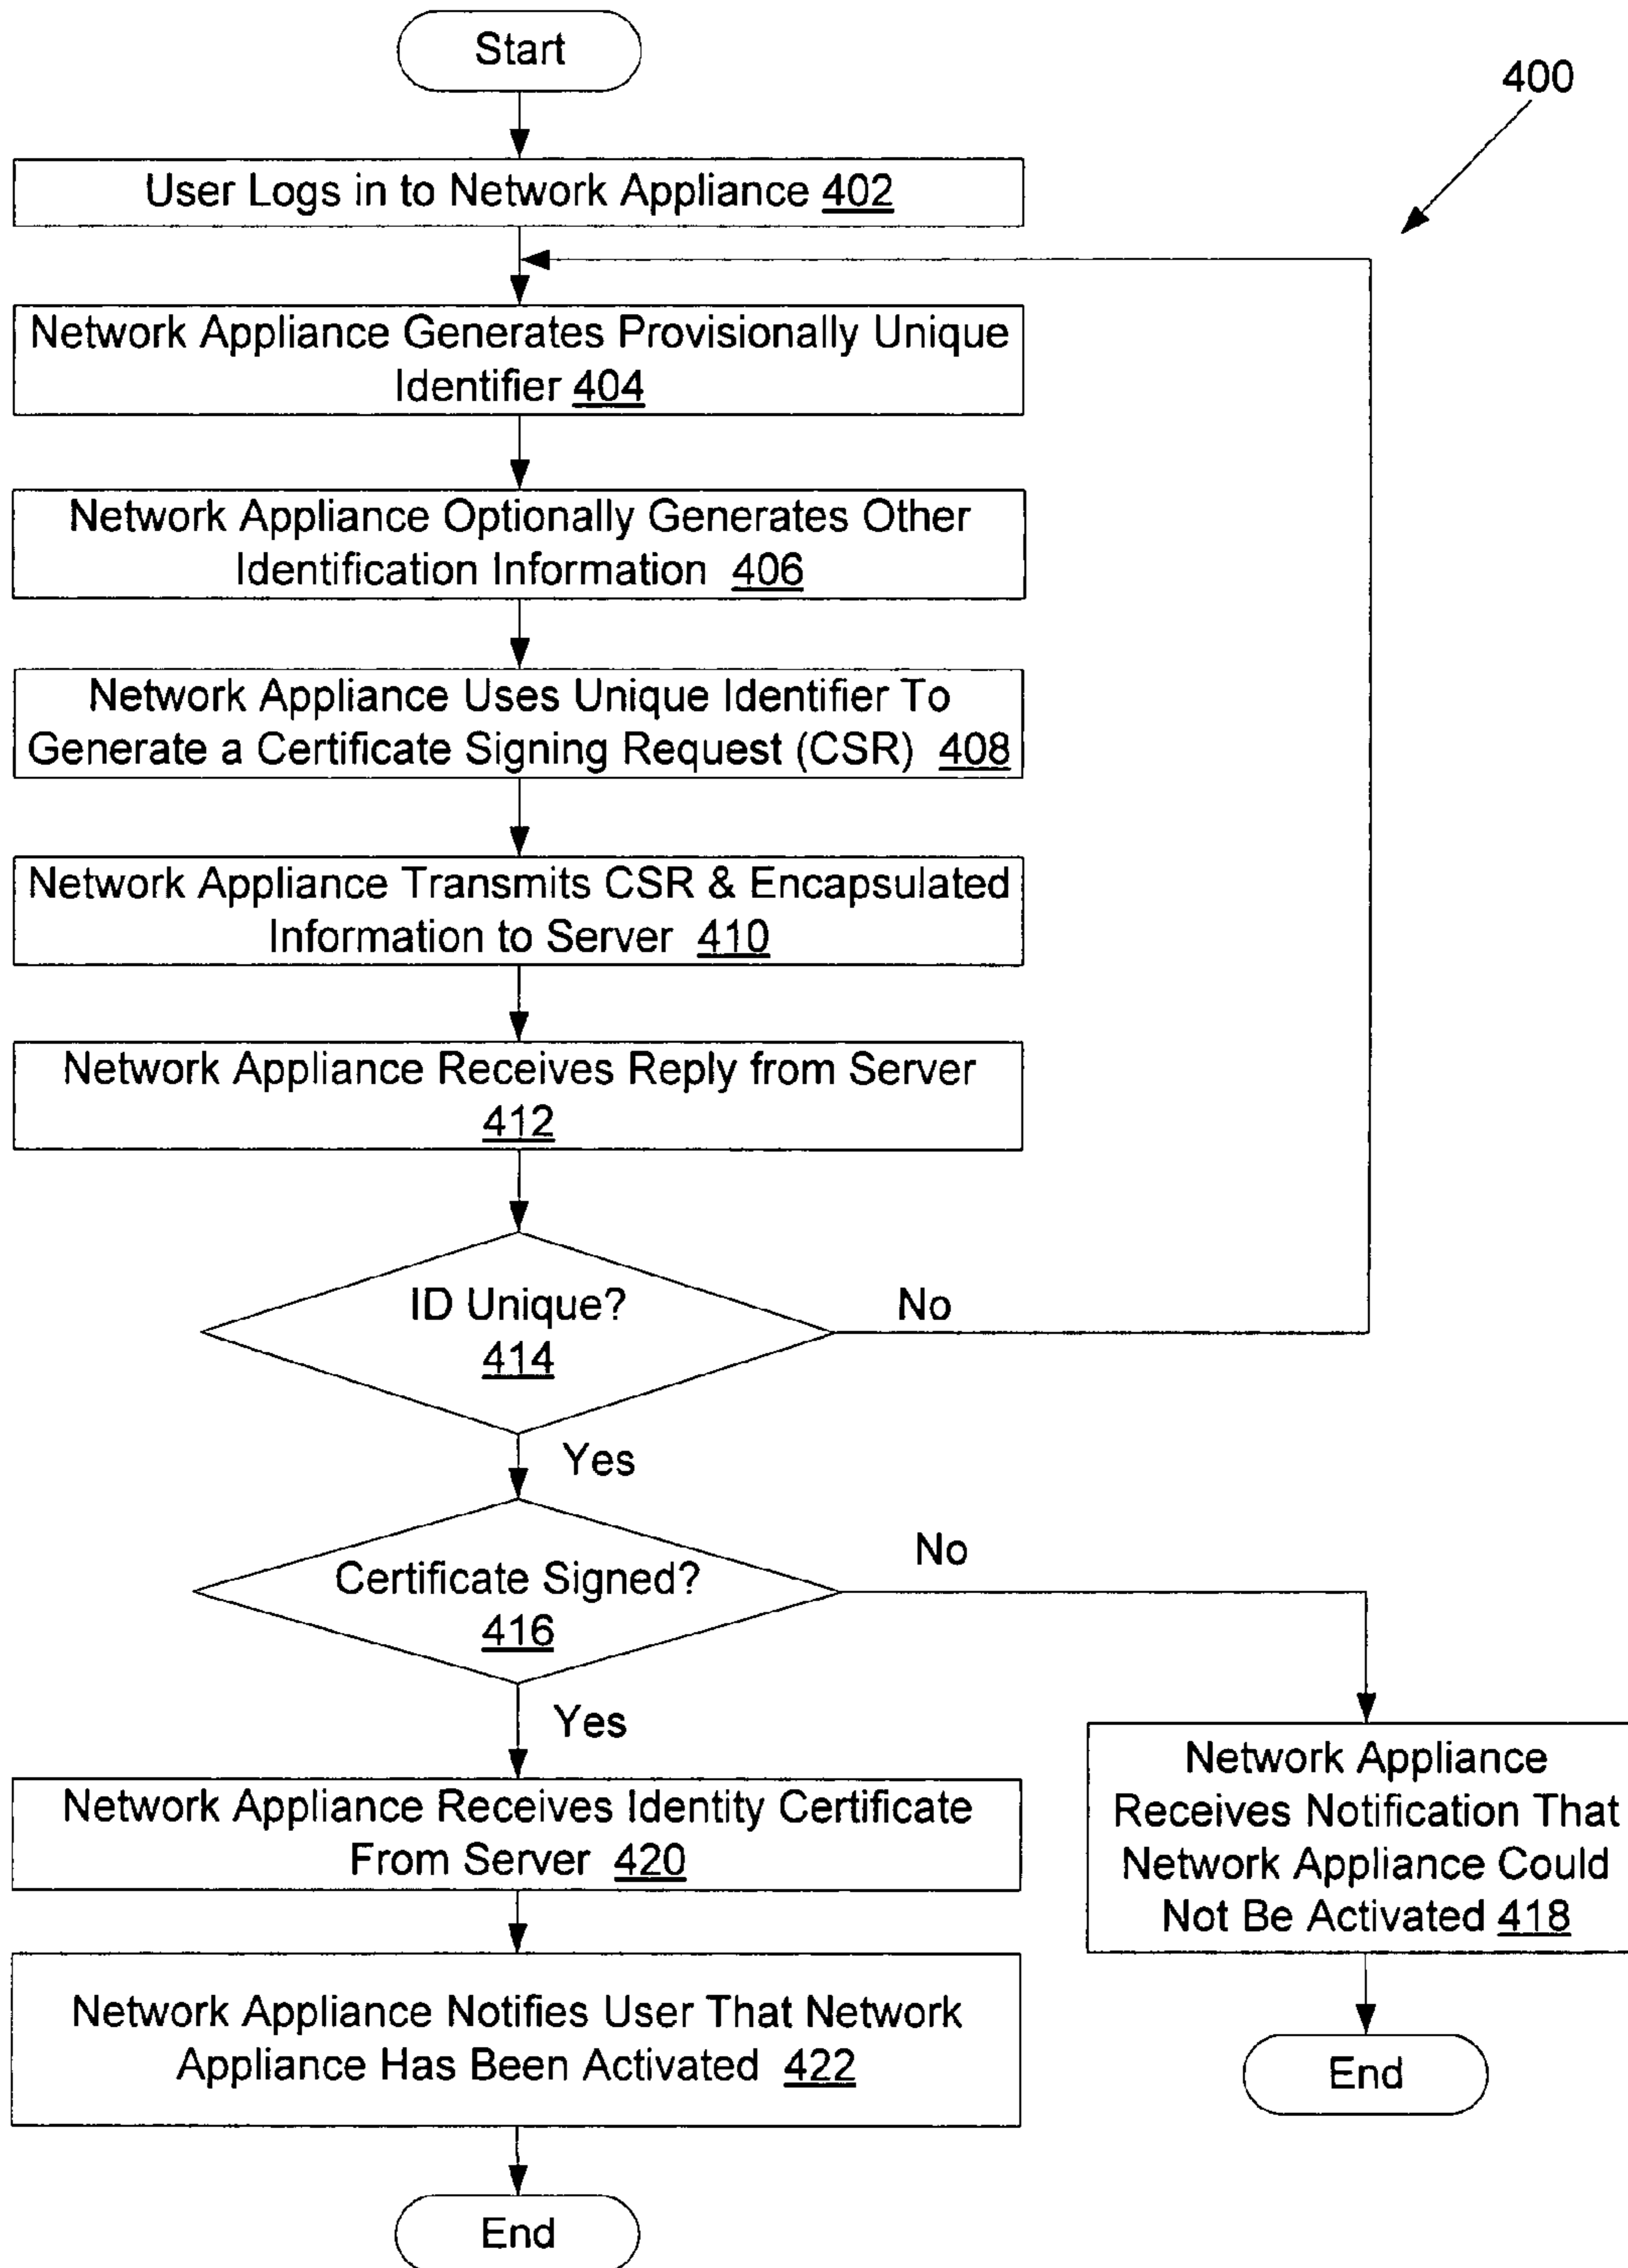 Start
400
User Logs in to Network Appliance 402
Network Appliance Generates Provisionally Unique
Identifier 404
Network Appliance Optionally Generates Other
Identification Information 406
Network Appliance Uses Unique Identifier To
Generate a Certificate Signing Request (CSR) 408
Network Appliance Transmits CSR & Encapsulated
Information to Server 410
Network Appliance Receives Reply from Server
412
ID Unique?
414
No
Yes
Certificate Signed?
416
No
Yes
Network Appliance
Receives Notification That
Network Appliance Could
Not Be Activated 418
End
Network Appliance Receives Identity Certificate
From Server 420
Network Appliance Notifies User That Network
Appliance Has Been Activated 422
End